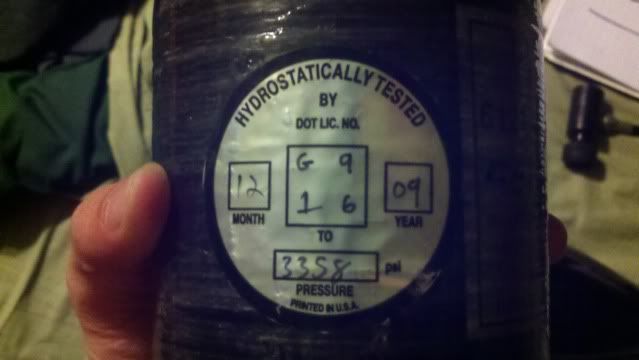 HYDROSTATICALLY TESTED
BY
DOT LIC. NO.
G 9
12
09
1 6
MONTH
YEAR
TO
3358 psi
PRESSURE
PRINTED IN U.S.A.